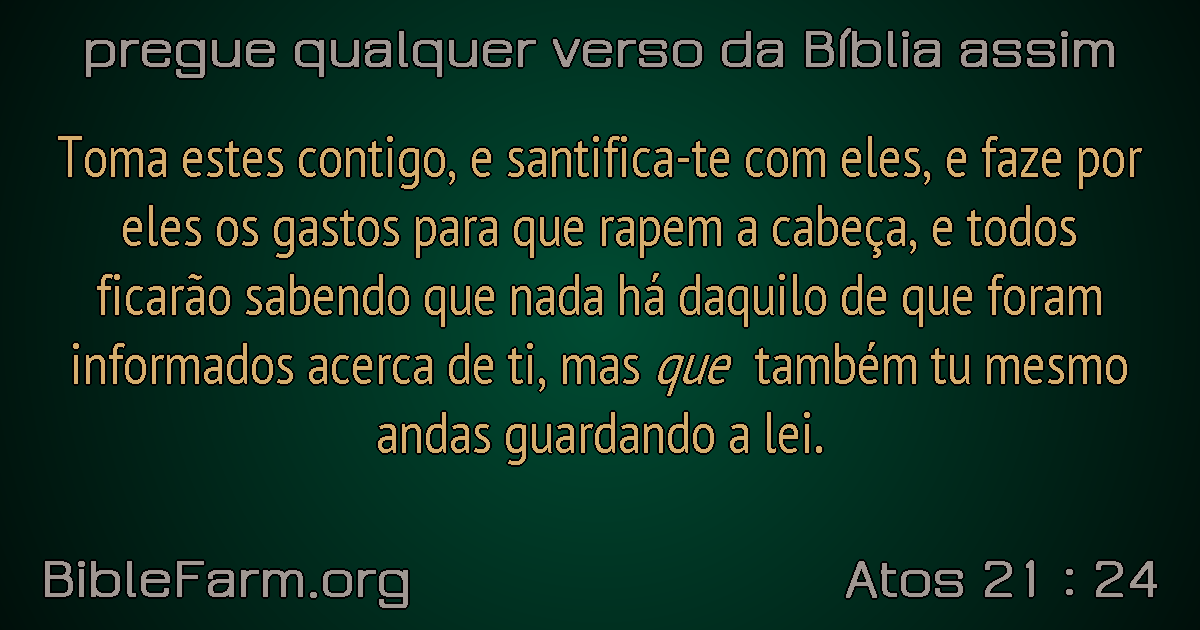 pregue qualquer verso da Bíblia assim
Toma estes contigo, e santifica-te com eles, e faze por
eles os gastos para que rapem a cabeça, e todos
ficarão sabendo que nada há daquilo de que foram
informados acerca de ti, mas que também tu mesmo
andas guardando a lei.
BibleFarm.org
Atos 21 : 24